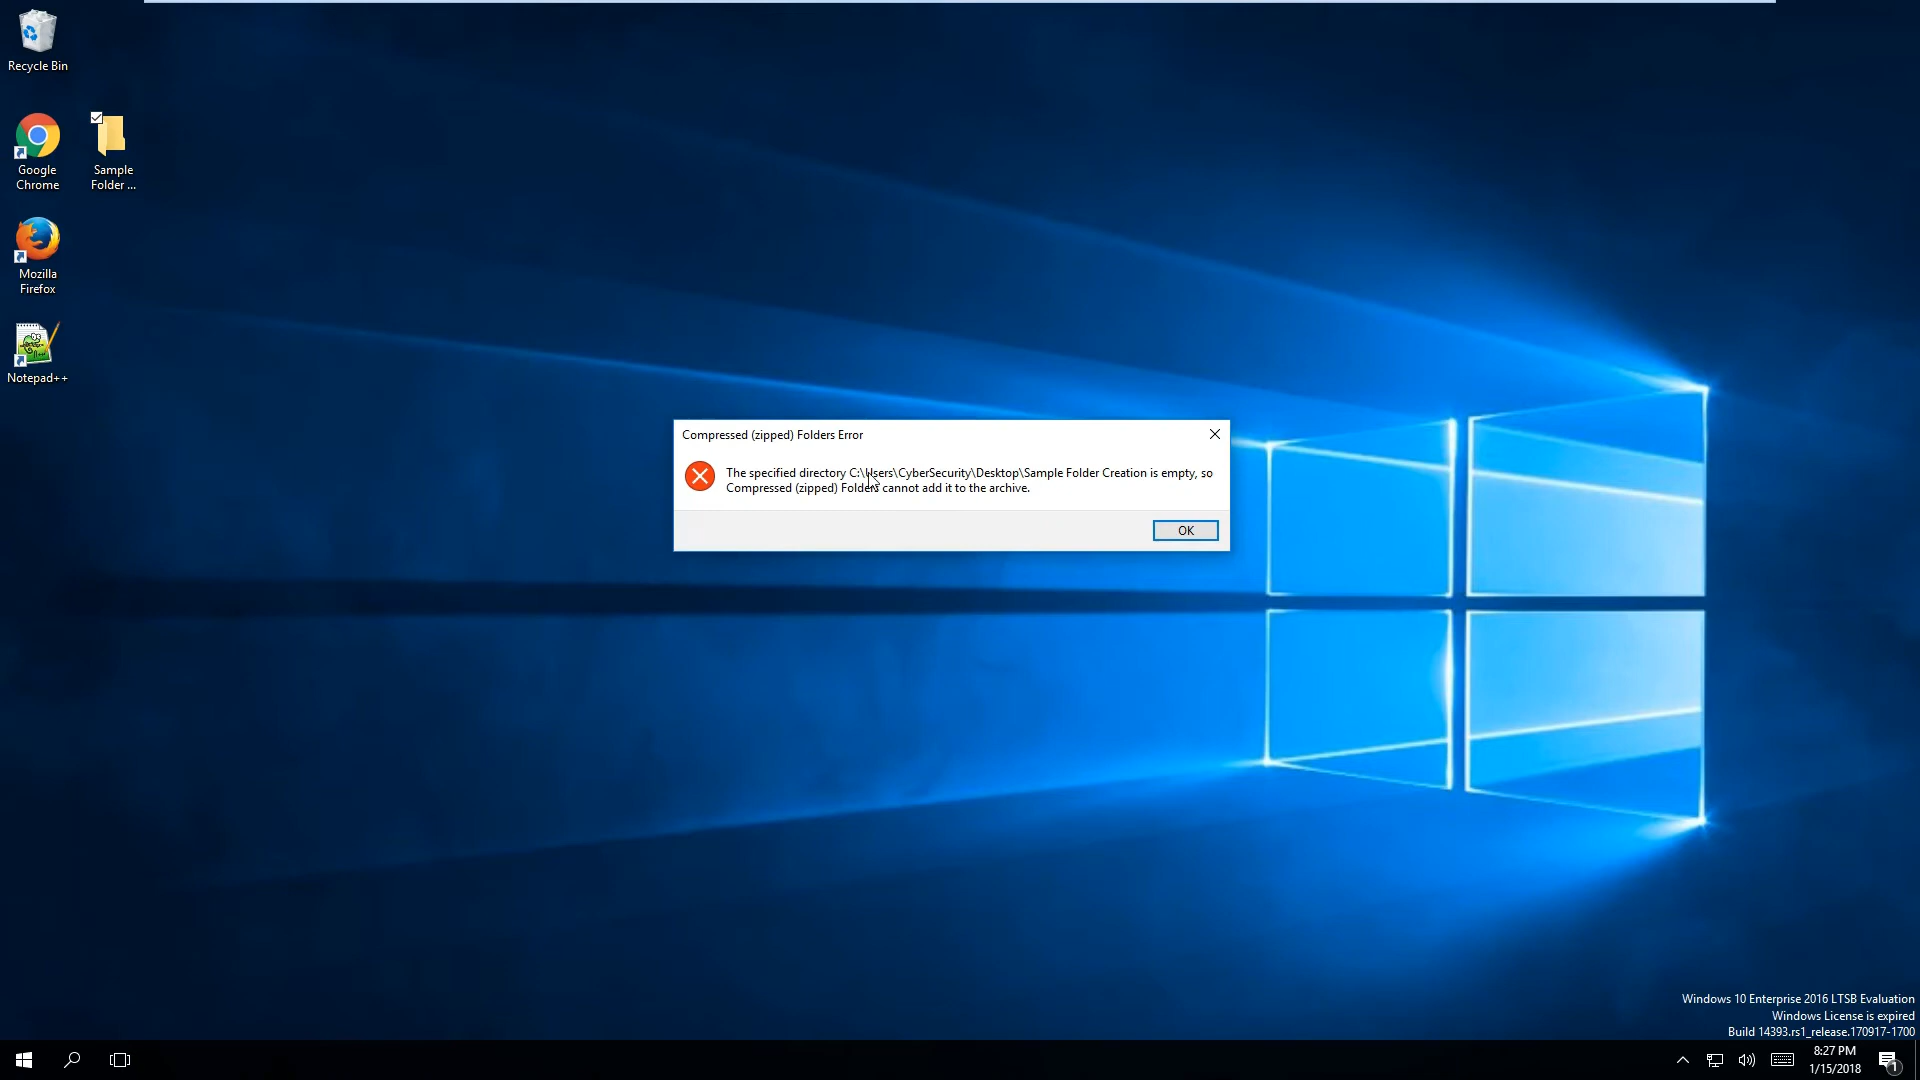 Recycle Bin
Google
Chrome
Sample
Folder ...
Mozilla
Firefox
Notepad++
Compressed (zipped) Folders Error
The specified directory C:\Users\CyberSecurity\Desktop\Sample Folder Creation is empty, so
Compressed (zipped) Folders cannot add it to the archive.
OK
Windows 10 Enterprise 2016 LTSB Evaluation
Windows License is expired
Build 14393.rs1_release.170917-1700
8:27 PM
1/15/2018
1